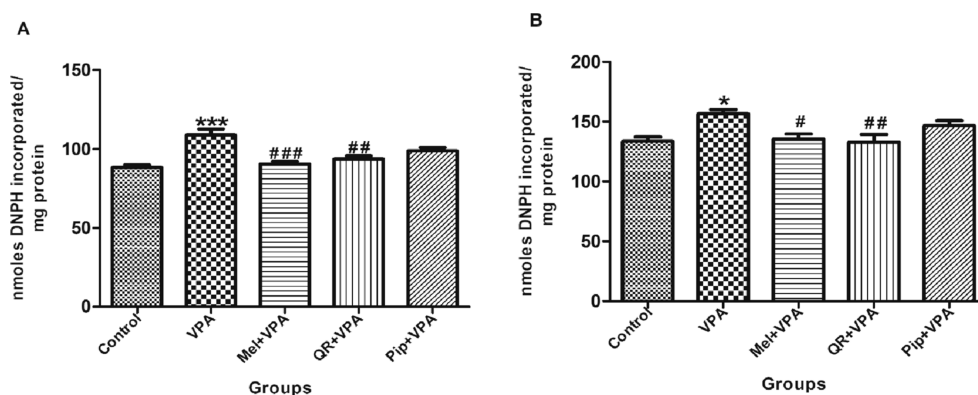 A
nmoles DNPH incorporated/
mg protein
150
100
50
0
***
###
##
Control
VPA
Mel+VPA
QR+VPA
Pip+VPA
Groups
B
nmoles DNPH incorporated/
mg protein
200
150
100
50
0
*
#
##
Control
VPA
Mel+VPA
QR+VPA
Pip+VPA
Groups